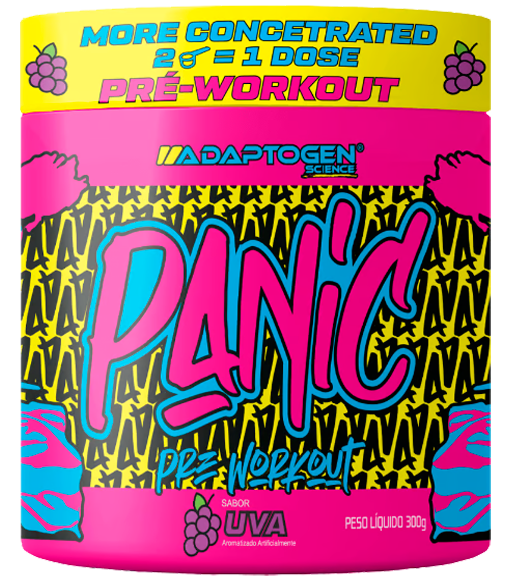 MORE CONCETRATED
2 = 1 DOSE
PRÉ-WORKOUT
ADAPTOGEN®
SCIENCE
PANIC
PRE WORKOUT
SABOR
UVA
Aromatizado Artificialmente
PESO LÍQUIDO 300g